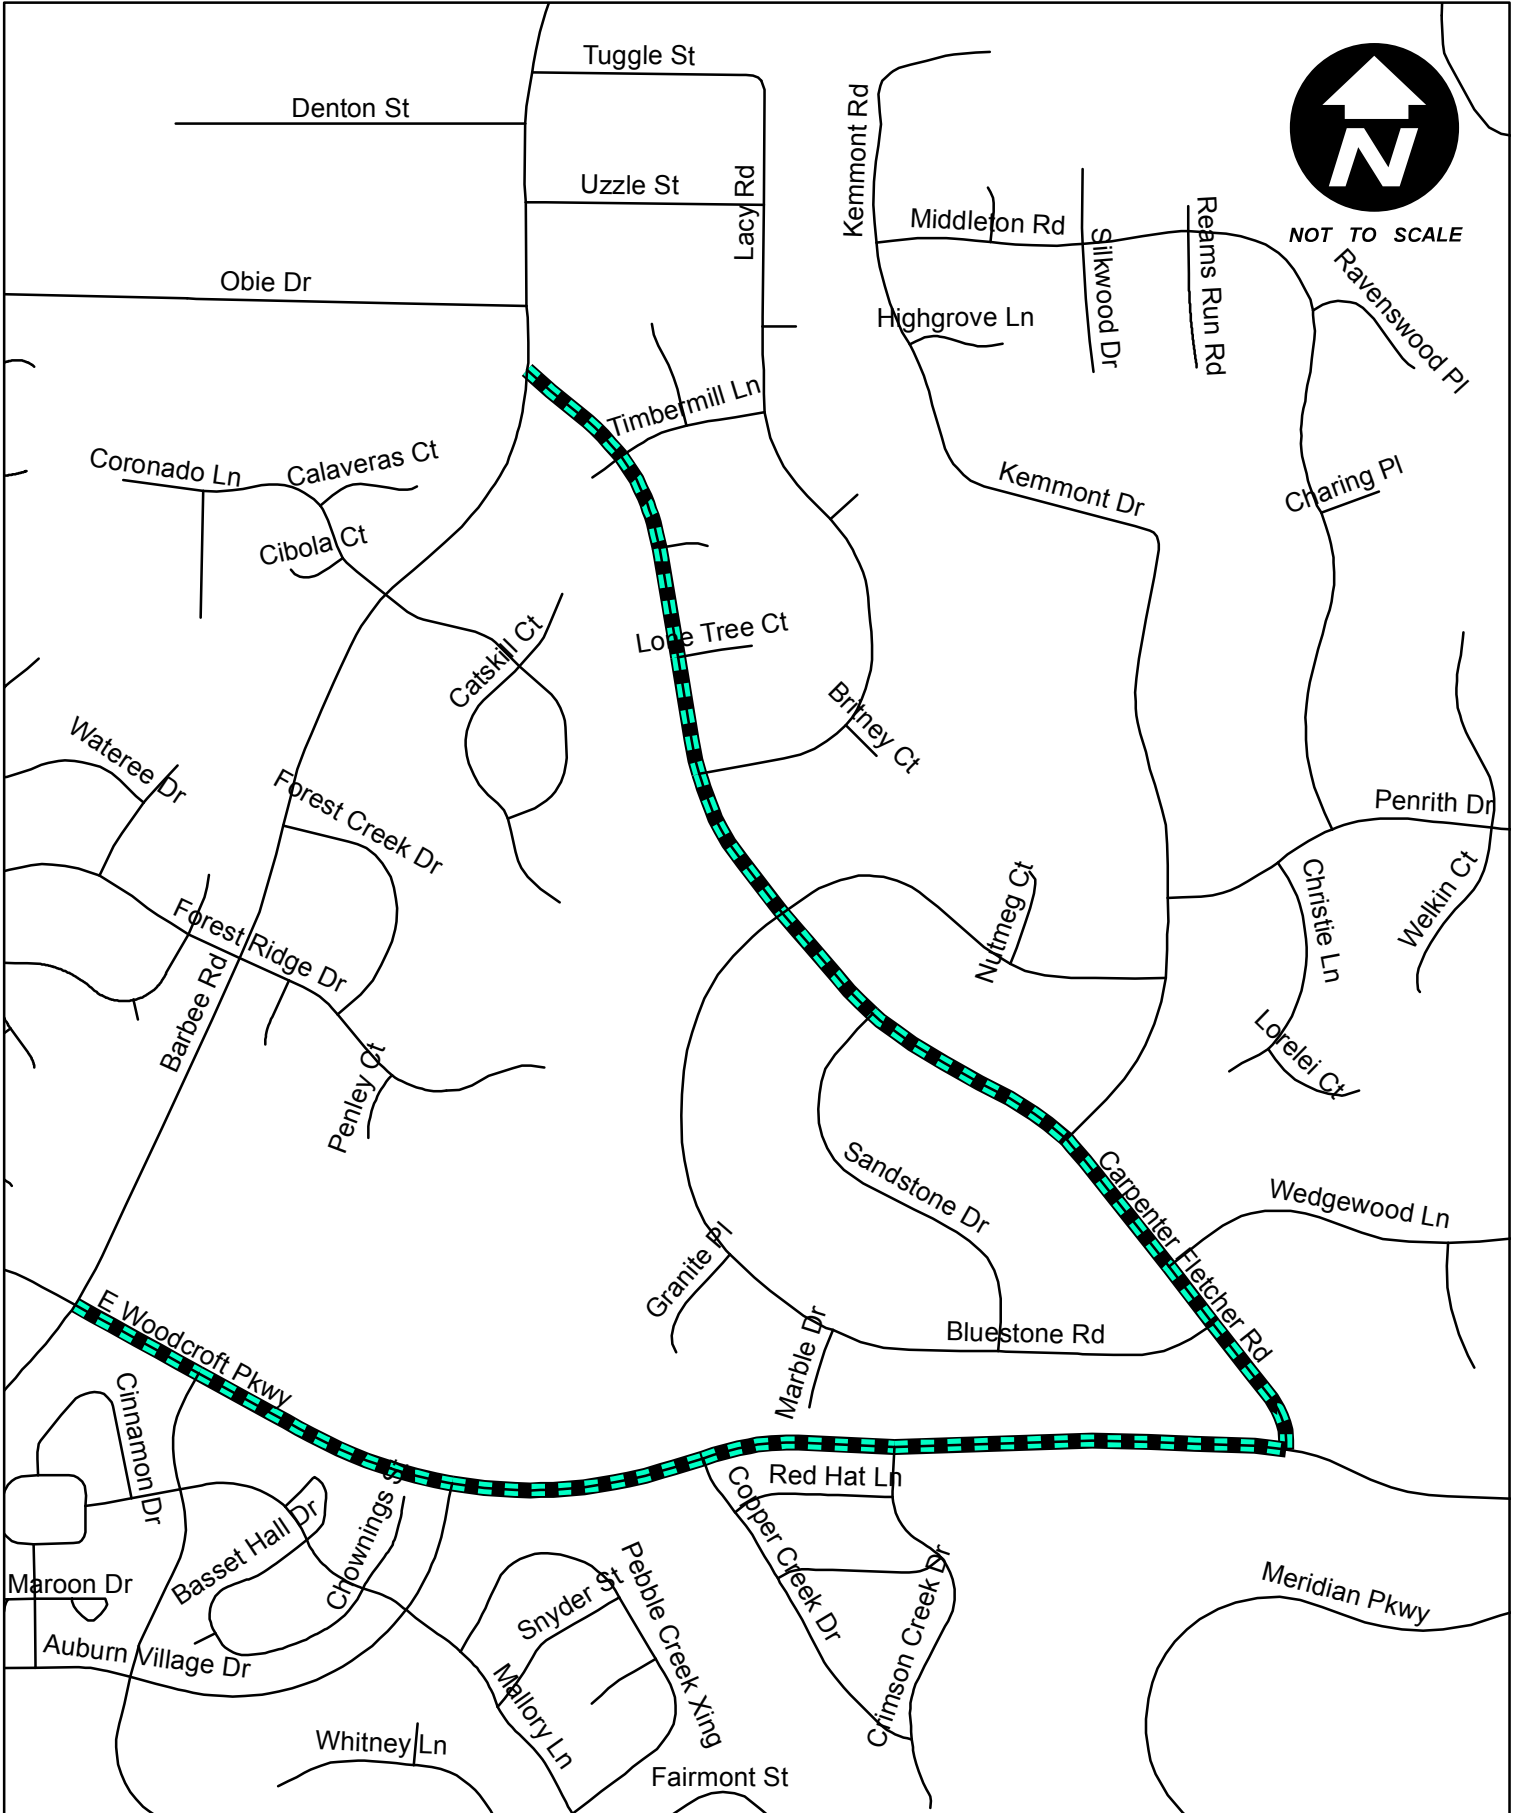 Tuggle St
Denton St
Kemmont Rd
Uzzle St
Lacy Rd
Middleton Rd
Silkwood Dr
Reams Run Rd
N
NOT TO SCALE
Obie Dr
Highgrove Ln
Ravenswood Pl
Timbermill Ln
Coronado Ln
Calaveras Ct
Cibola Ct
Kemmont Dr
Charing Pl
Catskill Ct
Lone Tree Ct
Britney Ct
Wateree Dr
Forest Creek Dr
Penrith Dr
Welkin Ct
Christie Ln
Nutmeg Ct
Forest Ridge Dr
Barbee Rd
Lorelei Ct
Penley Ct
Sandstone Dr
Carpenter Fletcher Rd
Wedgewood Ln
Granite Pl
E Woodcroft Pkwy
Marble Dr
Bluestone Rd
Cinnamon Dr
Red Hat Ln
Copper Creek Dr
Basset Hall Dr
Chownings St
Maroon Dr
Snyder St
Pebble Creek Xing
Crimson Creek Dr
Meridian Pkwy
Auburn Village Dr
Mallory Ln
Whitney Ln
Fairmont St